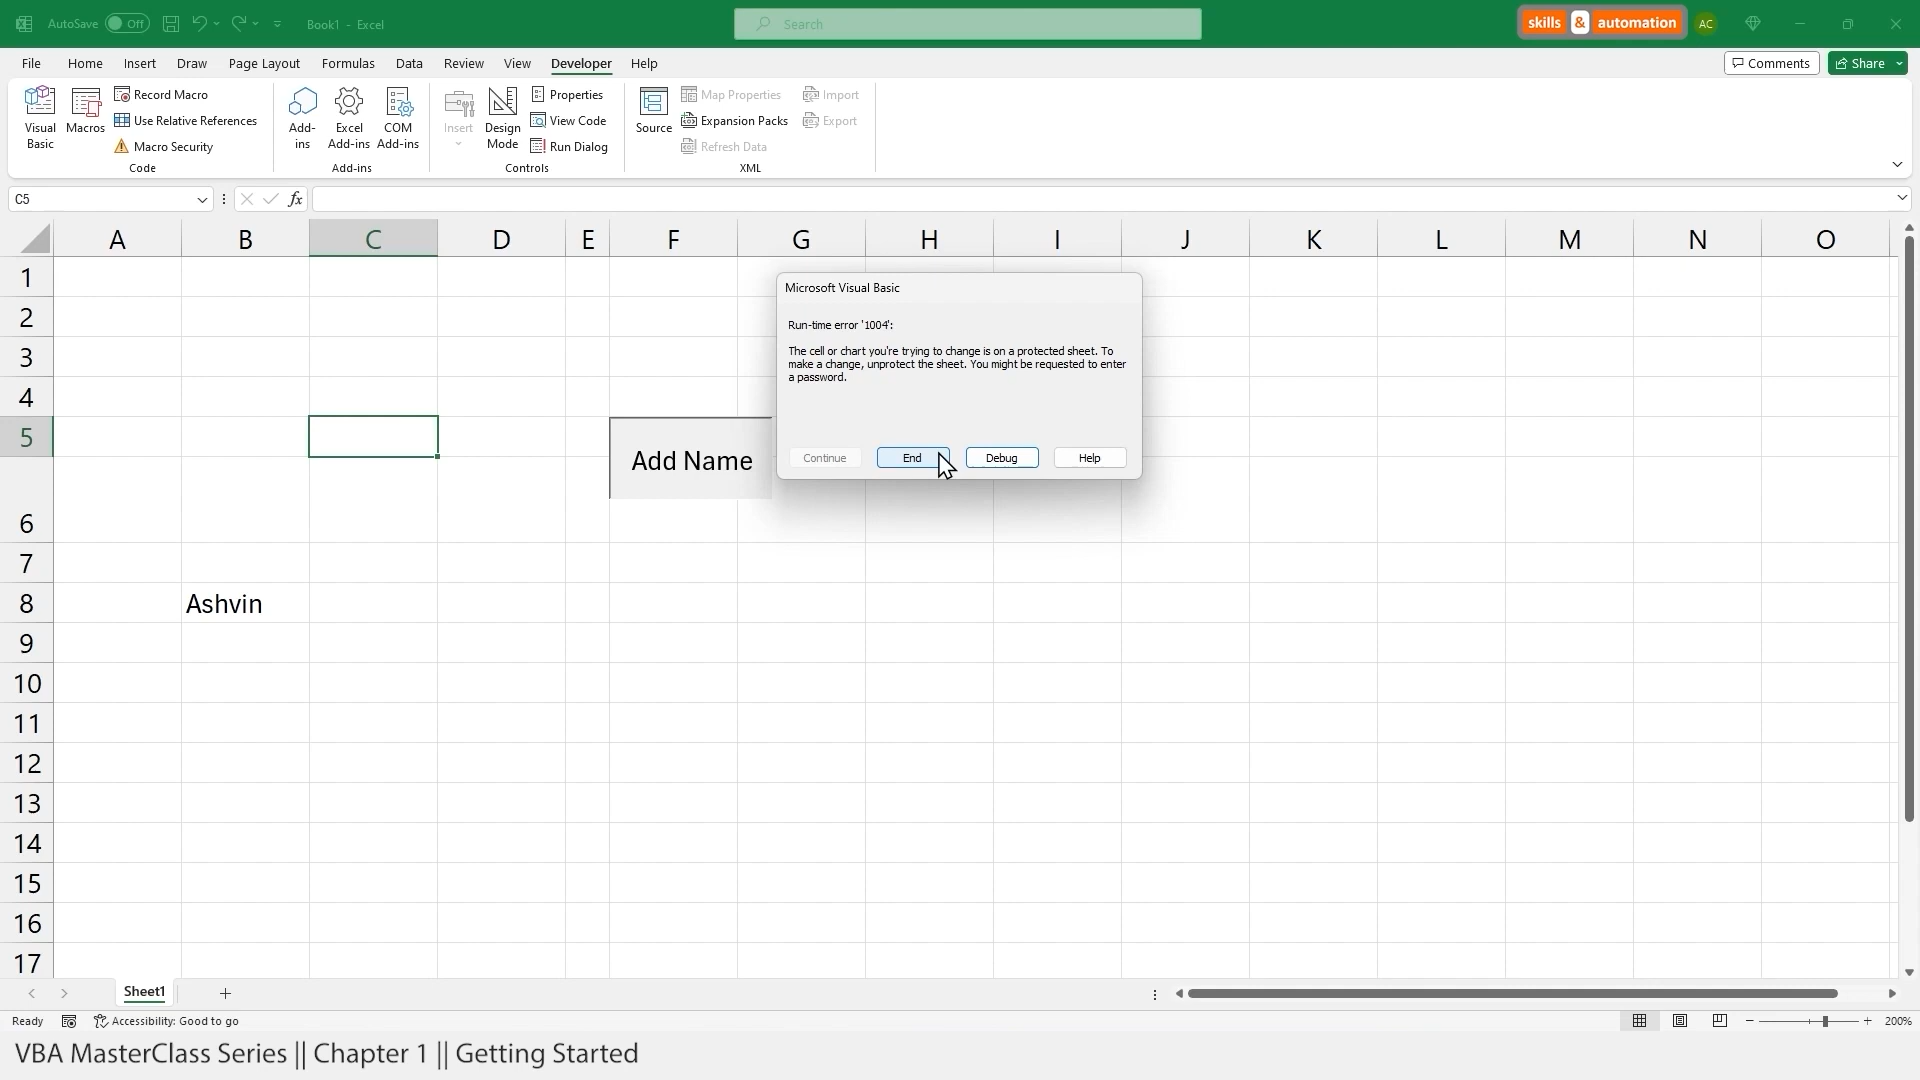 AutoSave Off Book1 - Excel Search skills & automation AC
File Home Insert Draw Page Layout Formulas Data Review View Developer Help Comments Share
Visual Basic
Macros
Record Macro
Use Relative References
Macro Security
Code
Add-ins
Excel Add-ins
COM Add-ins
Add-ins
Insert
Design Mode
Properties
View Code
Run Dialog
Controls
Source
Map Properties
Expansion Packs
Refresh Data
Import
Export
XML
C5 fx
A B C D E F G H I J K L M N O
1
2
3
4
5
6
7
8 Ashvin
9
10
11
12
13
14
15
16
17
Add Name
Microsoft Visual Basic
Run-time error '1004':
The cell or chart you're trying to change is on a protected sheet. To
make a change, unprotect the sheet. You might be requested to enter
a password.
Continue End Debug Help
Sheet1
Ready Accessibility: Good to go 200%
VBA MasterClass Series || Chapter 1 || Getting Started